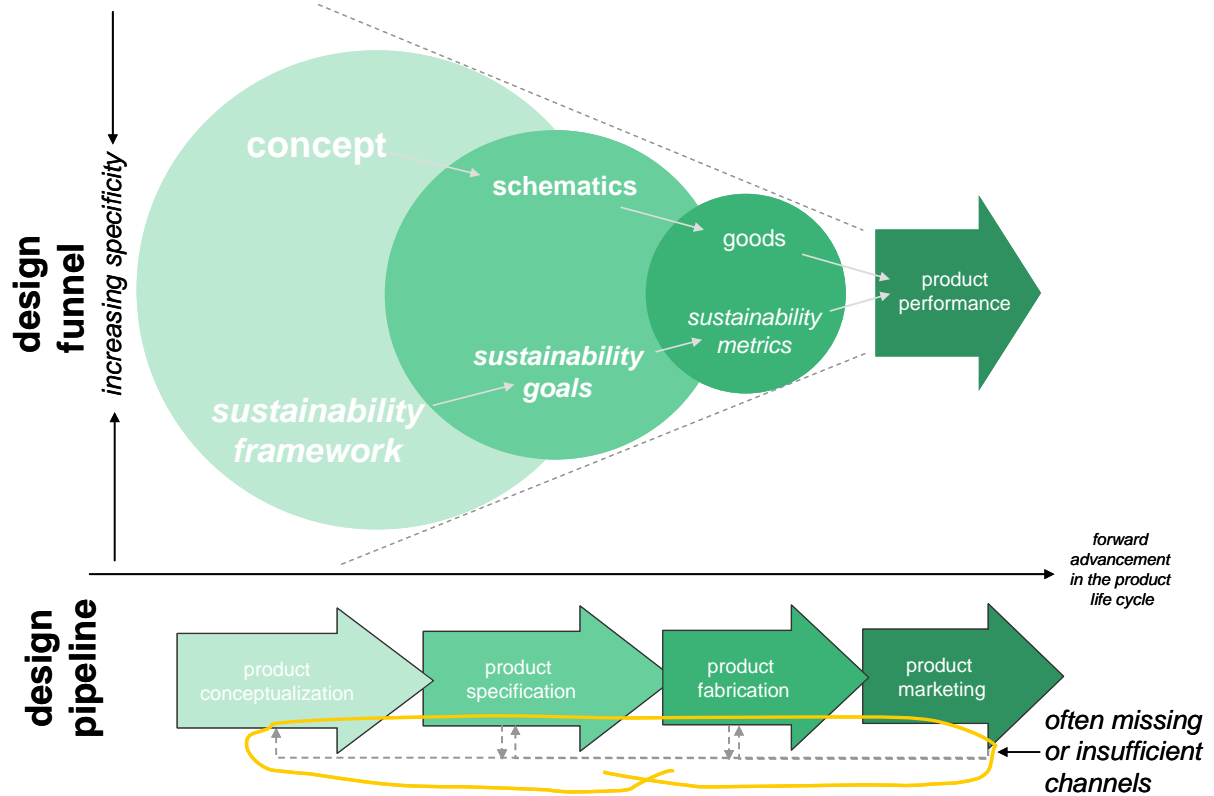 design
funnel
increasing specificity
concept
schematics
goods
product
performance
sustainability
metrics
sustainability
goals
sustainability
framework
forward
advancement
in the product
life cycle
design
pipeline
product
conceptualization
product
specification
product
fabrication
product
marketing
often missing
or insufficient
channels